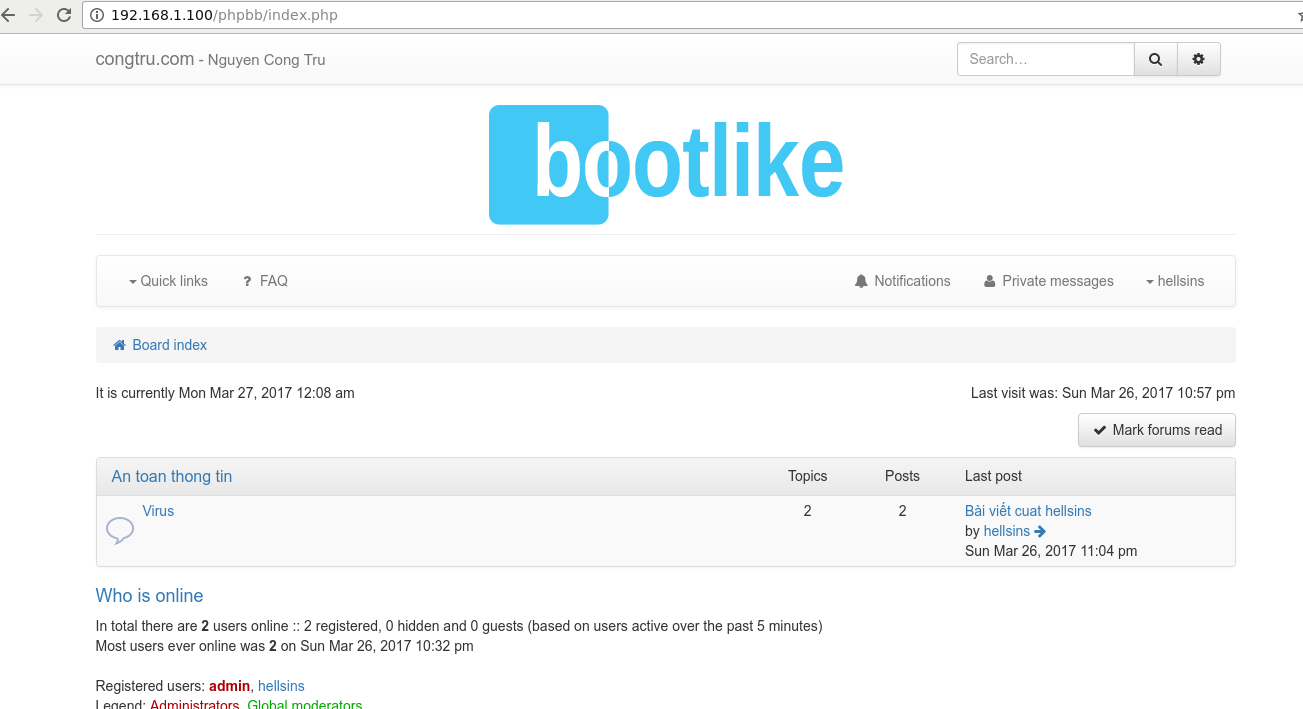 192.168.1.100/phpbb/index.php
congtru.com - Nguyen Cong Tru
Search…
bootlike
Quick links ? FAQ Notifications Private messages hellsins
Board index
It is currently Mon Mar 27, 2017 12:08 am Last visit was: Sun Mar 26, 2017 10:57 pm
Mark forums read
An toan thong tin Topics Posts Last post
Virus 2 2 Bài viết cuat hellsins
by hellsins
Sun Mar 26, 2017 11:04 pm
Who is online
In total there are 2 users online :: 2 registered, 0 hidden and 0 guests (based on users active over the past 5 minutes)
Most users ever online was 2 on Sun Mar 26, 2017 10:32 pm
Registered users: admin, hellsins
Legend: Administrators, Global moderators